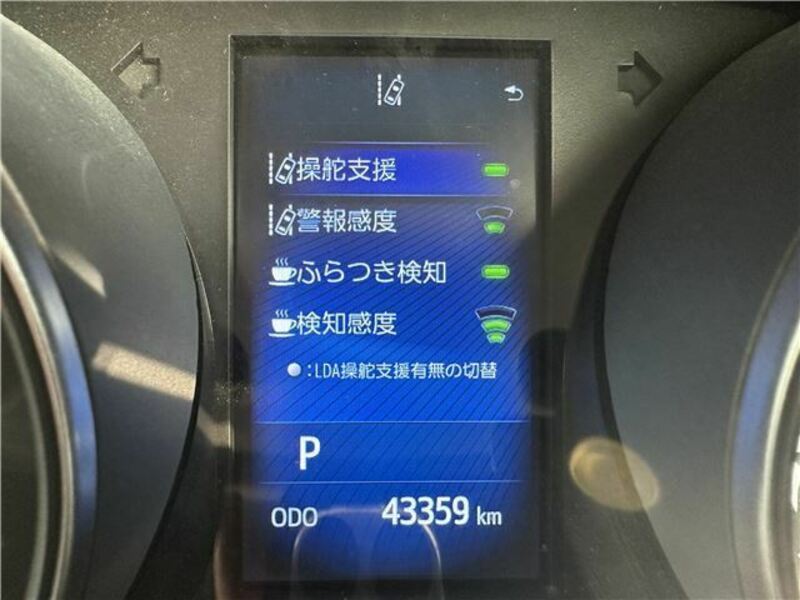 操舵支援
警報感度
ふらつき検知
検知感度
:LDA操舵支援有無の切替
P
ODO 43359 km